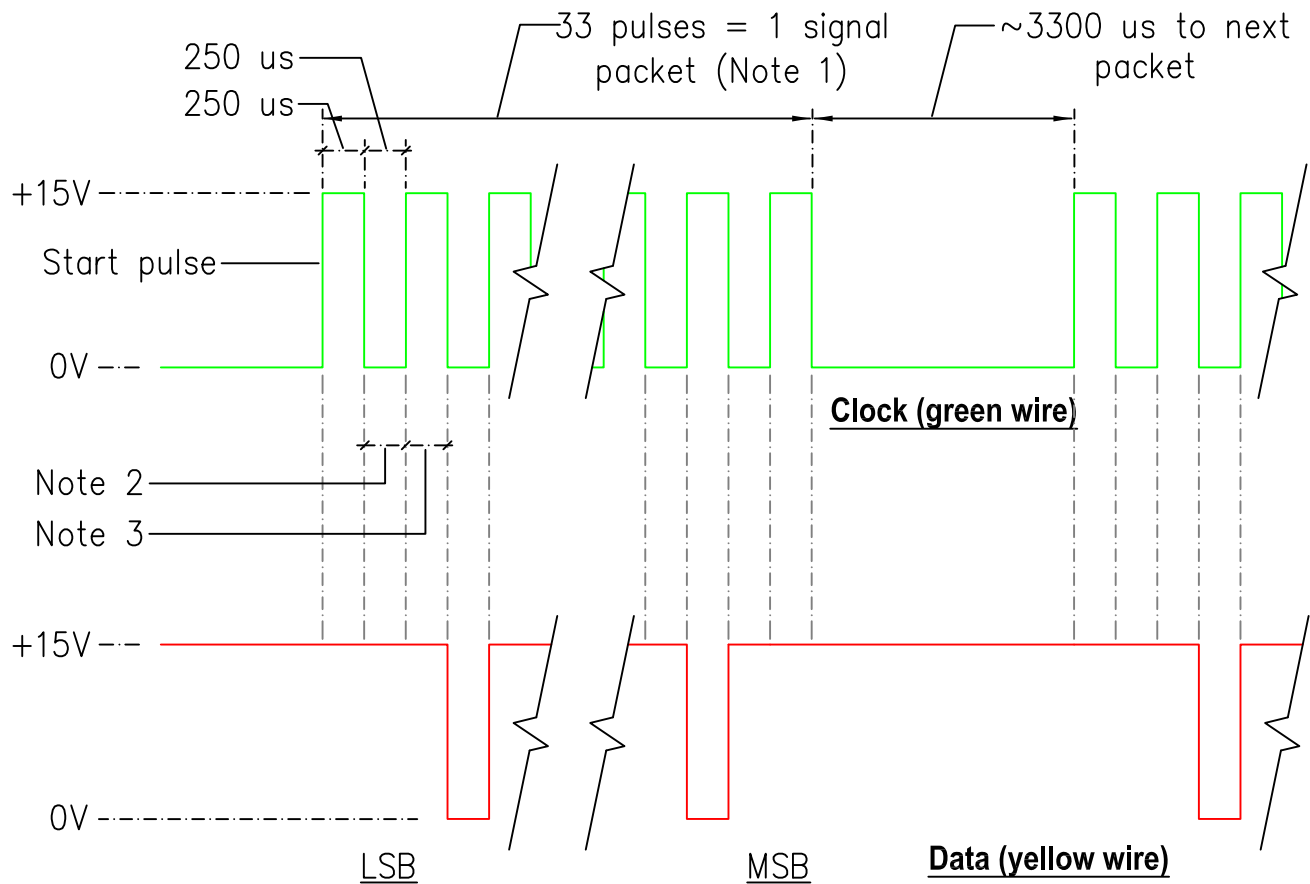 33 pulses = 1 signal
packet (Note 1)
~3300 us to next
packet
250 us
250 us
+15V
Start pulse
0V
Clock (green wire)
Note 2
Note 3
+15V
0V
LSB
MSB
Data (yellow wire)